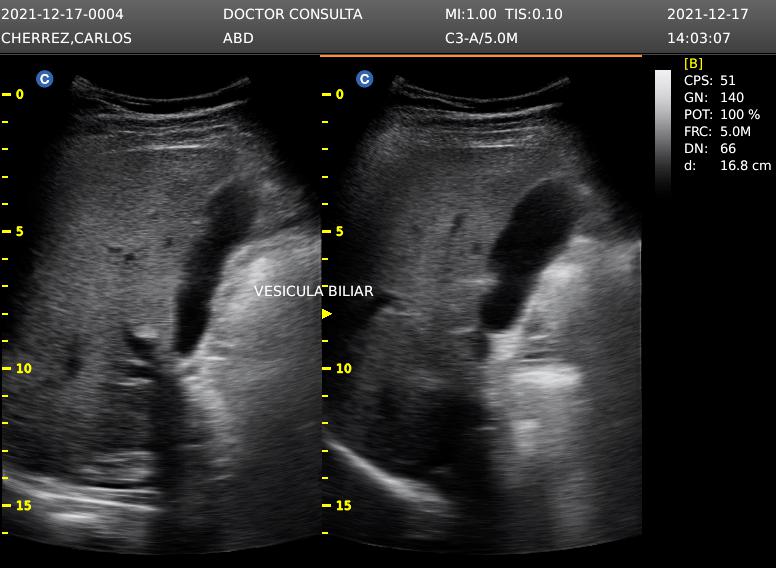 2021-12-17-0004 DOCTOR CONSULTA MI:1.00 TIS:0.10 2021-12-17
CHERREZ,CARLOS ABD C3-A/5.0M 14:03:07
C C
[B]
CPS: 51
GN: 140
POT: 100 %
FRC: 5.0M
DN: 66
d: 16.8 cm
0 0
5 5
VESICULA BILIAR
10 10
15 15